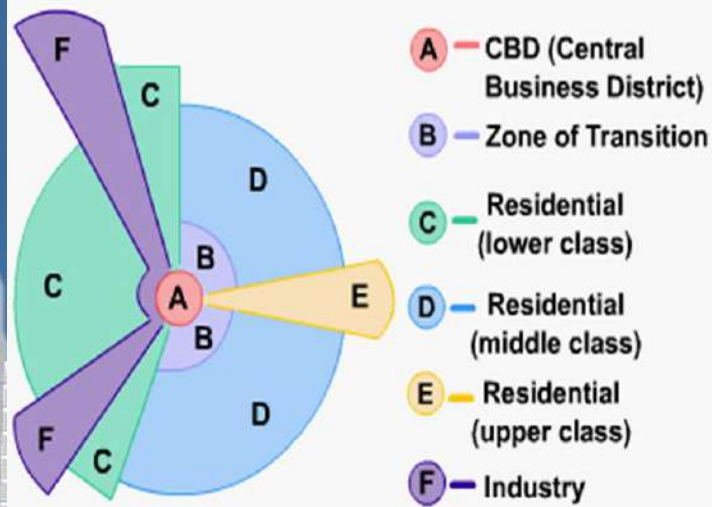 F
C
D
B
C
A
E
B
D
F
C
A – CBD (Central
Business District)
B – Zone of Transition
C – Residential
(lower class)
D – Residential
(middle class)
E – Residential
(upper class)
F – Industry